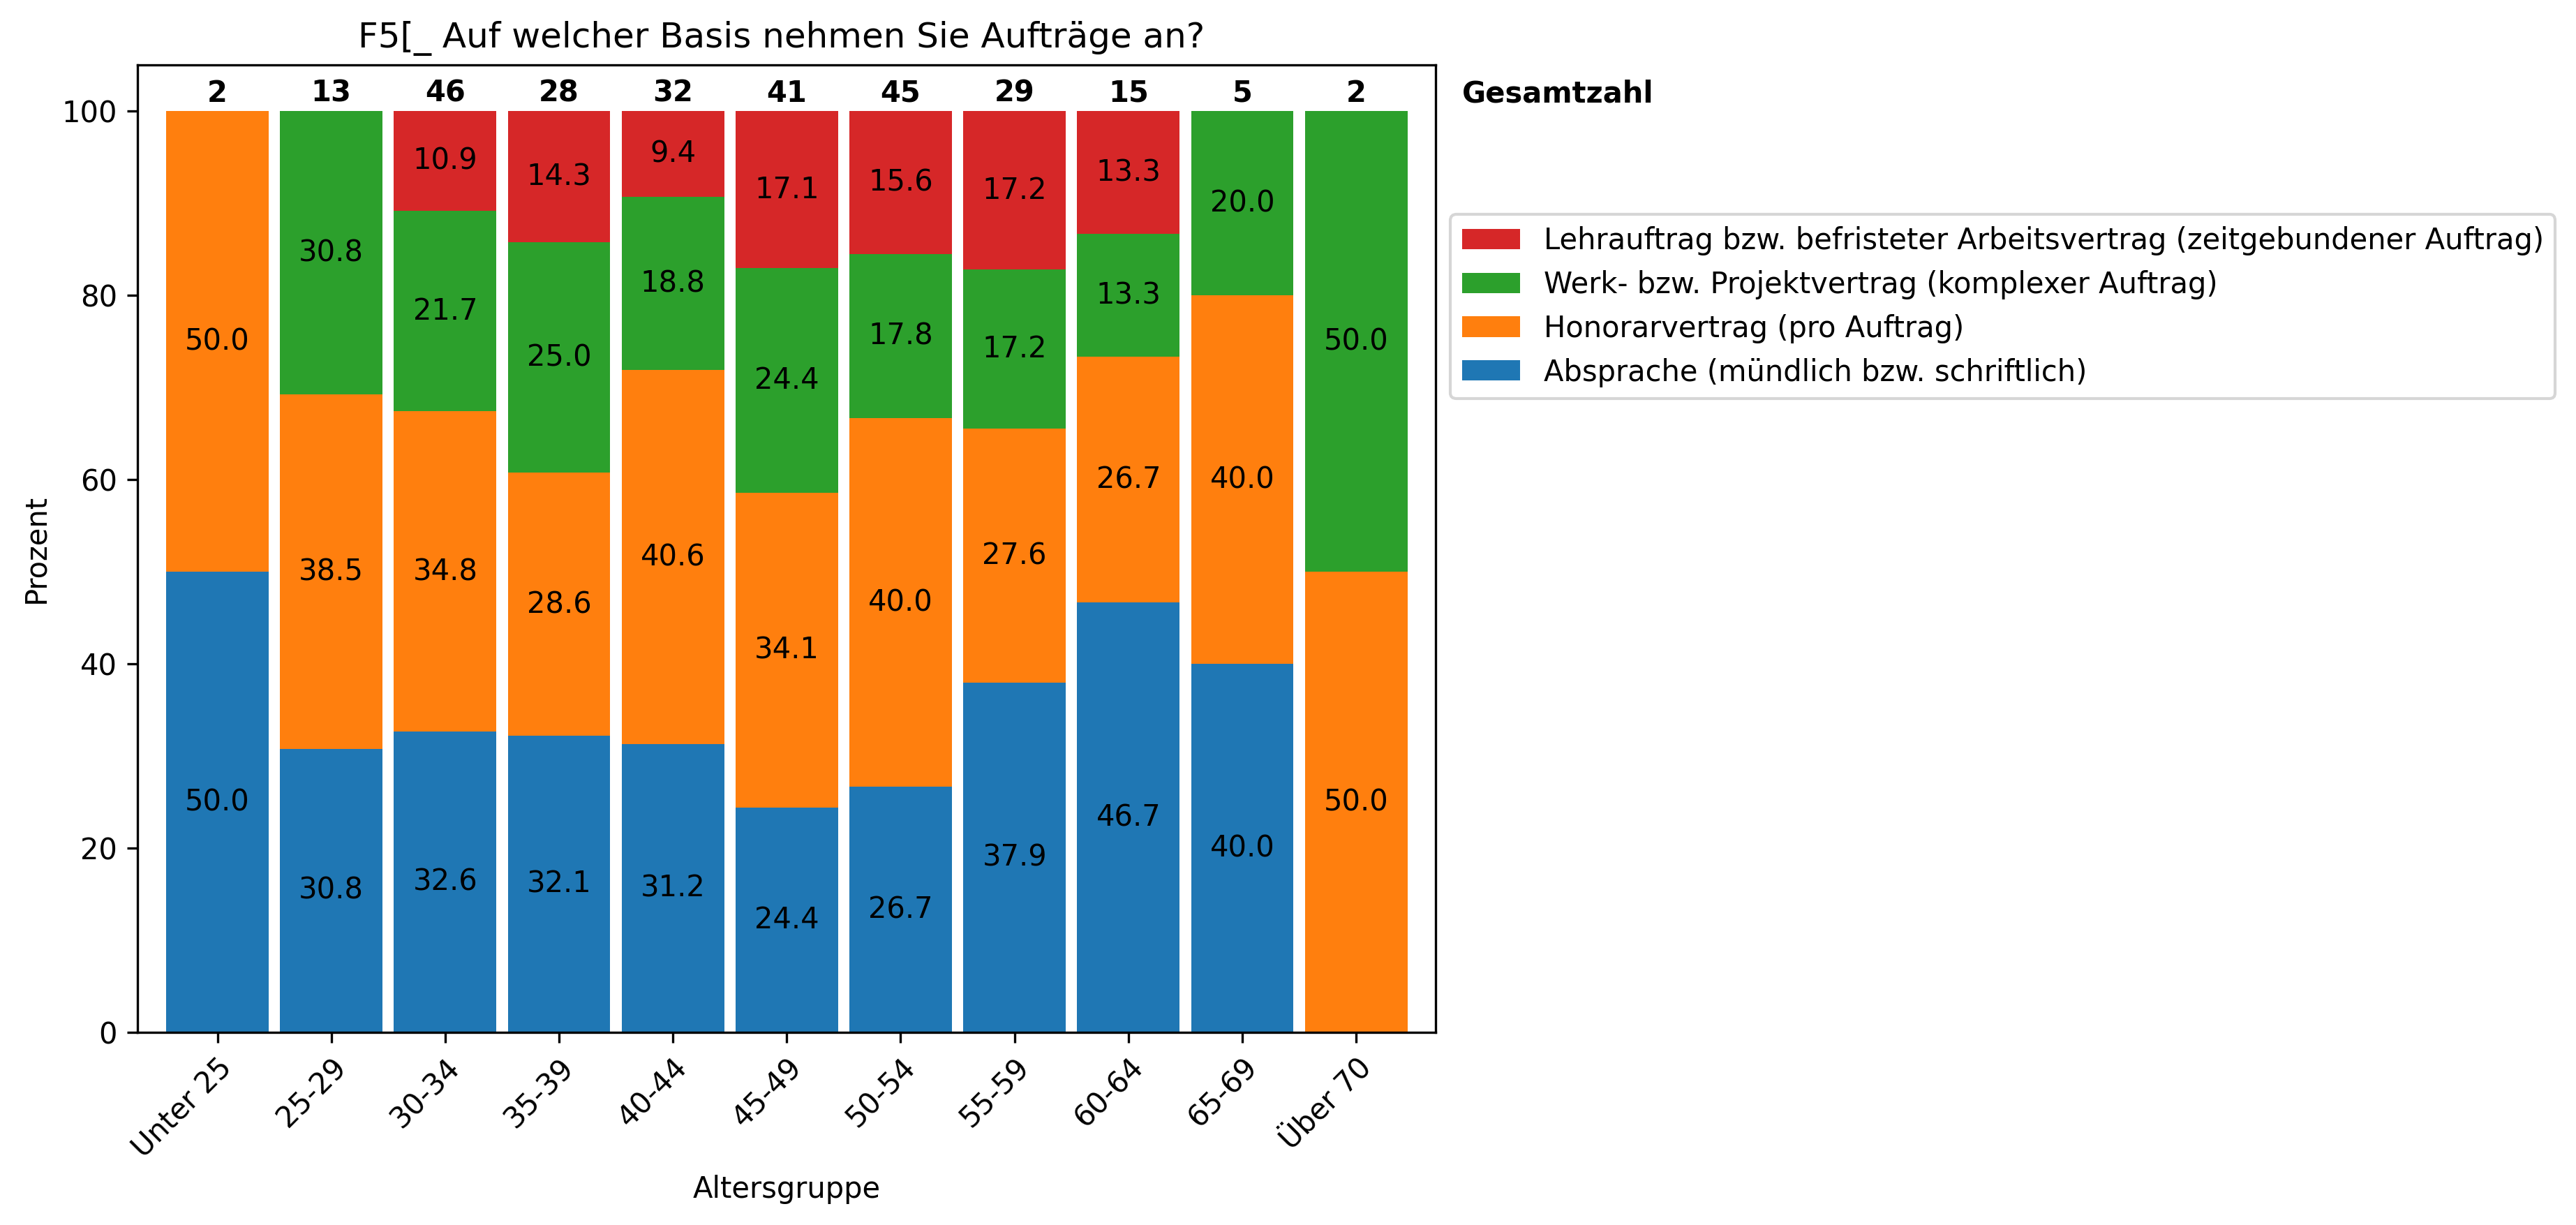 F5[_ Auf welcher Basis nehmen Sie Aufträge an?
2 13 46 28 32 41 45 29 15 5 2 Gesamtzahl
100
80
60
40
20
0
Prozent
50.0 50.0
30.8 38.5 30.8
10.9 21.7 34.8 32.6
14.3 25.0 28.6 32.1
9.4 18.8 40.6 31.2
17.1 24.4 34.1 24.4
15.6 17.8 40.0 26.7
17.2 17.2 27.6 37.9
13.3 13.3 26.7 46.7
20.0 40.0 40.0
50.0 50.0
Lehrauftrag bzw. befristeter Arbeitsvertrag (zeitgebundener Auftrag)
Werk- bzw. Projektvertrag (komplexer Auftrag)
Honorarvertrag (pro Auftrag)
Absprache (mündlich bzw. schriftlich)
Unter 25 25-29 30-34 35-39 40-44 45-49 50-54 55-59 60-64 65-69 Über 70
Altersgruppe